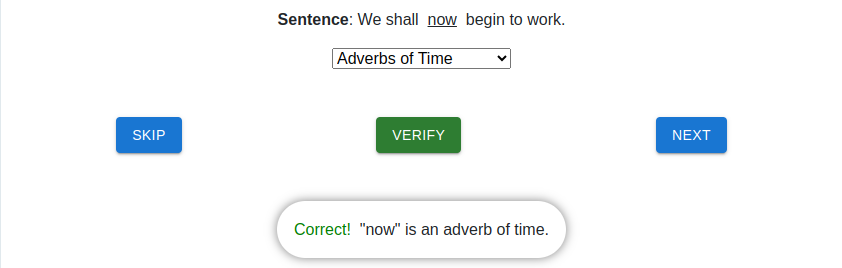 Sentence: We shall now begin to work.
Adverbs of Time
SKIP VERIFY NEXT
Correct! "now" is an adverb of time.